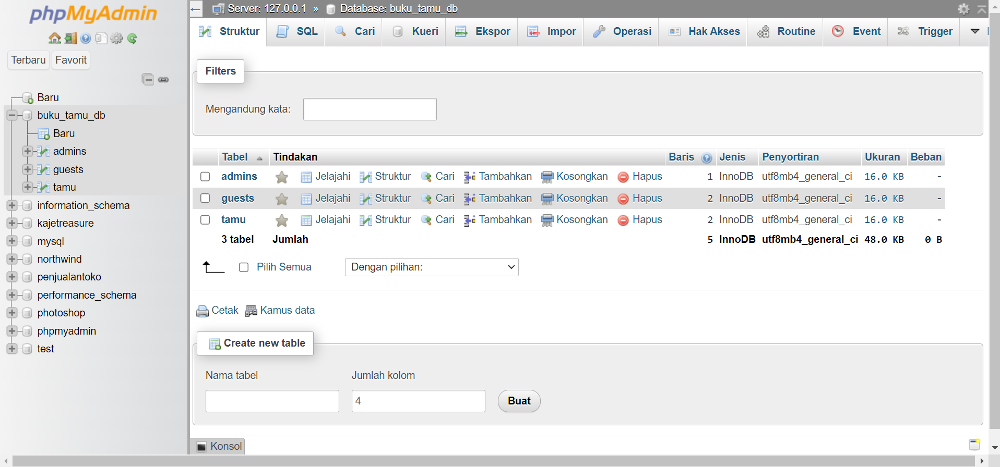 phpMyAdmin
Terbaru Favorit
Baru
buku_tamu_db
Baru
admins
guests
tamu
information_schema
kajetreasure
mysql
northwind
penjualantoko
performance_schema
photoshop
phpmyadmin
test
Server: 127.0.0.1 » Database: buku_tamu_db
Struktur SQL Cari Kueri Ekspor Impor Operasi Hak Akses Routine Event Trigger
Filters
Mengandung kata:
Tabel Tindakan Baris Jenis Penyortiran Ukuran Beban
admins Jelajahi Struktur Cari Tambahkan Kosongkan Hapus 1 InnoDB utf8mb4_general_ci 16.0 KB -
guests Jelajahi Struktur Cari Tambahkan Kosongkan Hapus 2 InnoDB utf8mb4_general_ci 16.0 KB -
tamu Jelajahi Struktur Cari Tambahkan Kosongkan Hapus 2 InnoDB utf8mb4_general_ci 16.0 KB -
3 tabel Jumlah 5 InnoDB utf8mb4_general_ci 48.0 KB 0 B
Pilih Semua Dengan pilihan:
Cetak Kamus data
Create new table
Nama tabel Jumlah kolom
4 Buat
Konsol